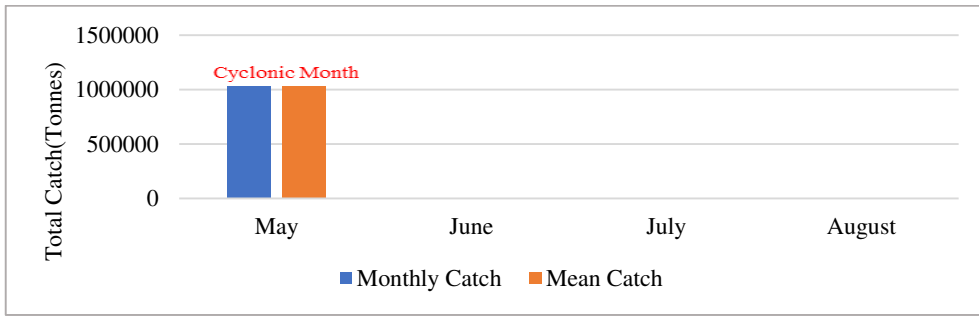 Total Catch(Tonnes)
1500000
1000000
500000
0
Cyclonic Month
May June July August
Monthly Catch Mean Catch